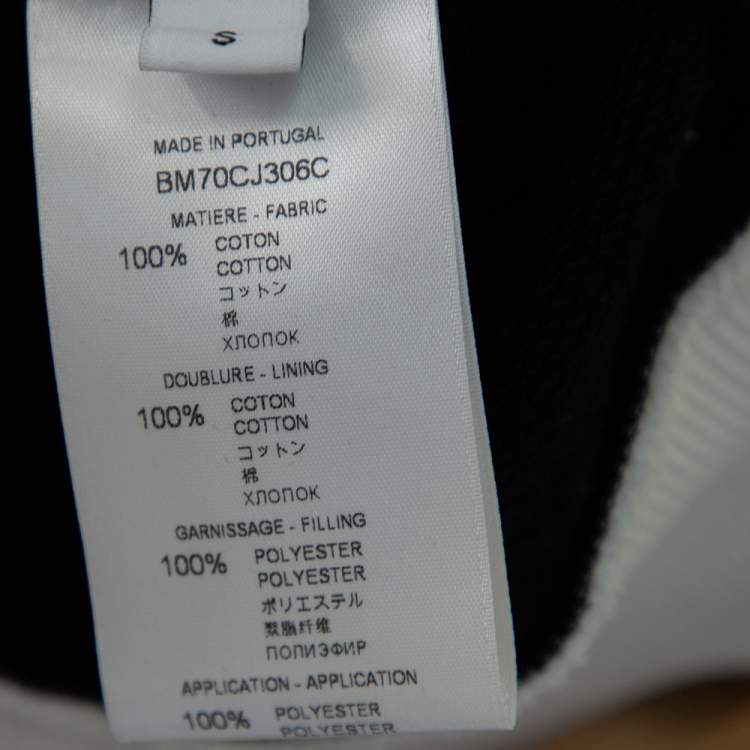 S
MADE IN PORTUGAL
BM70CJ306C
MATIERE - FABRIC
100% COTON
COTTON
コットン
棉
ХЛОПОК
DOUBLURE - LINING
100% COTON
COTTON
コットン
棉
ХЛОПОК
GARNISSAGE - FILLING
100% POLYESTER
POLYESTER
ポリエステル
聚脂纤维
ПОЛИЭФИР
APPLICATION - APPLICATION
100% POLYESTER
POLYESTER